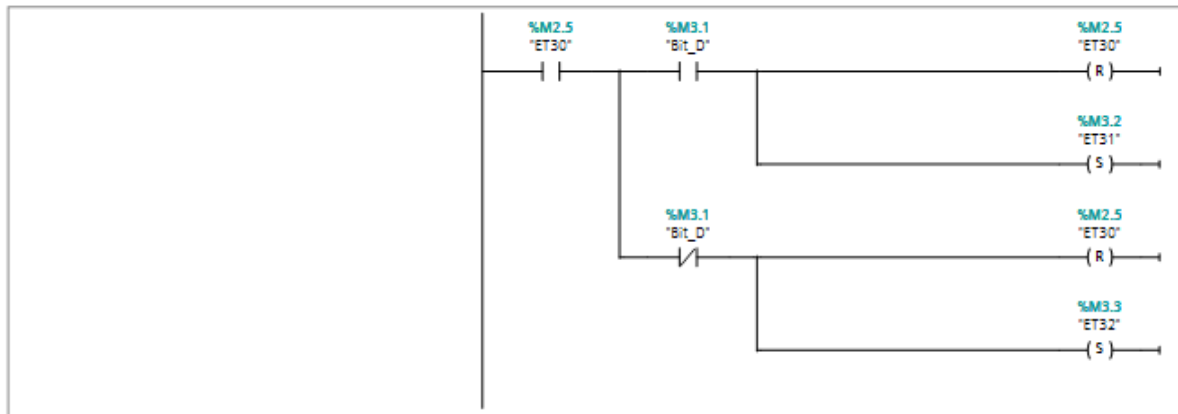 %M2.5 %M3.1 %M2.5
"ET30" "Bit_D" "ET30"
R
%M3.2
"ET31"
S
%M3.1 %M2.5
"Bit_D" "ET30"
R
%M3.3
"ET32"
S